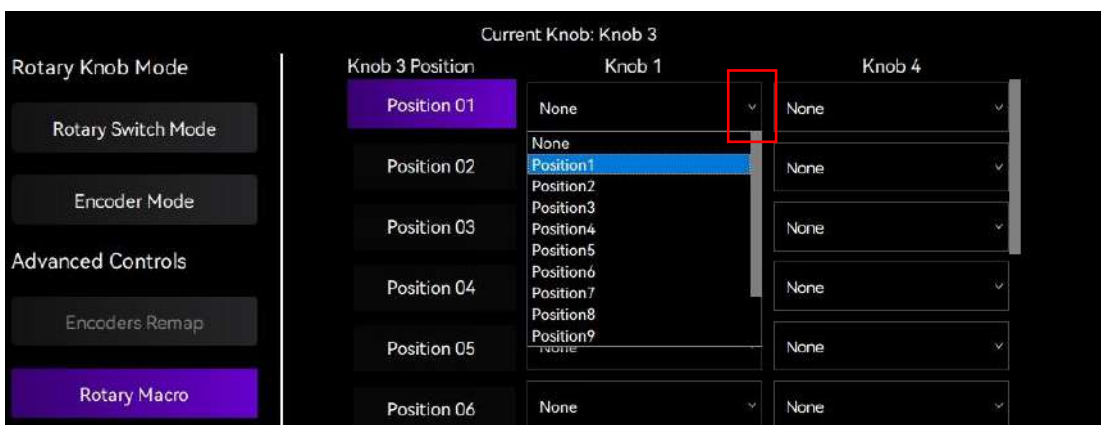 Current Knob: Knob 3
Rotary Knob Mode
Rotary Switch Mode
Encoder Mode
Advanced Controls
Encoders Remap
Rotary Macro
Knob 3 Position
Knob 1
Knob 4
Position 01
None
None
None
Position1
Position2
Position3
Position4
Position5
Position6
Position7
Position8
Position9
Position 02
None
Position 03
None
Position 04
None
Position 05
None
None
Position 06
None
None